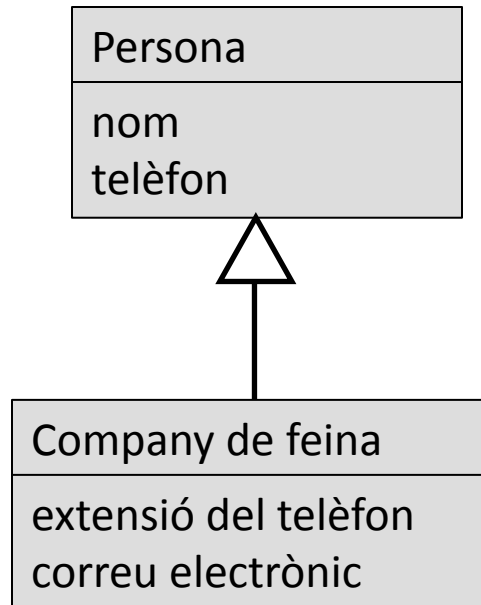 Persona
nom
telèfon
Company de feina
extensió del telèfon
correu electrònic